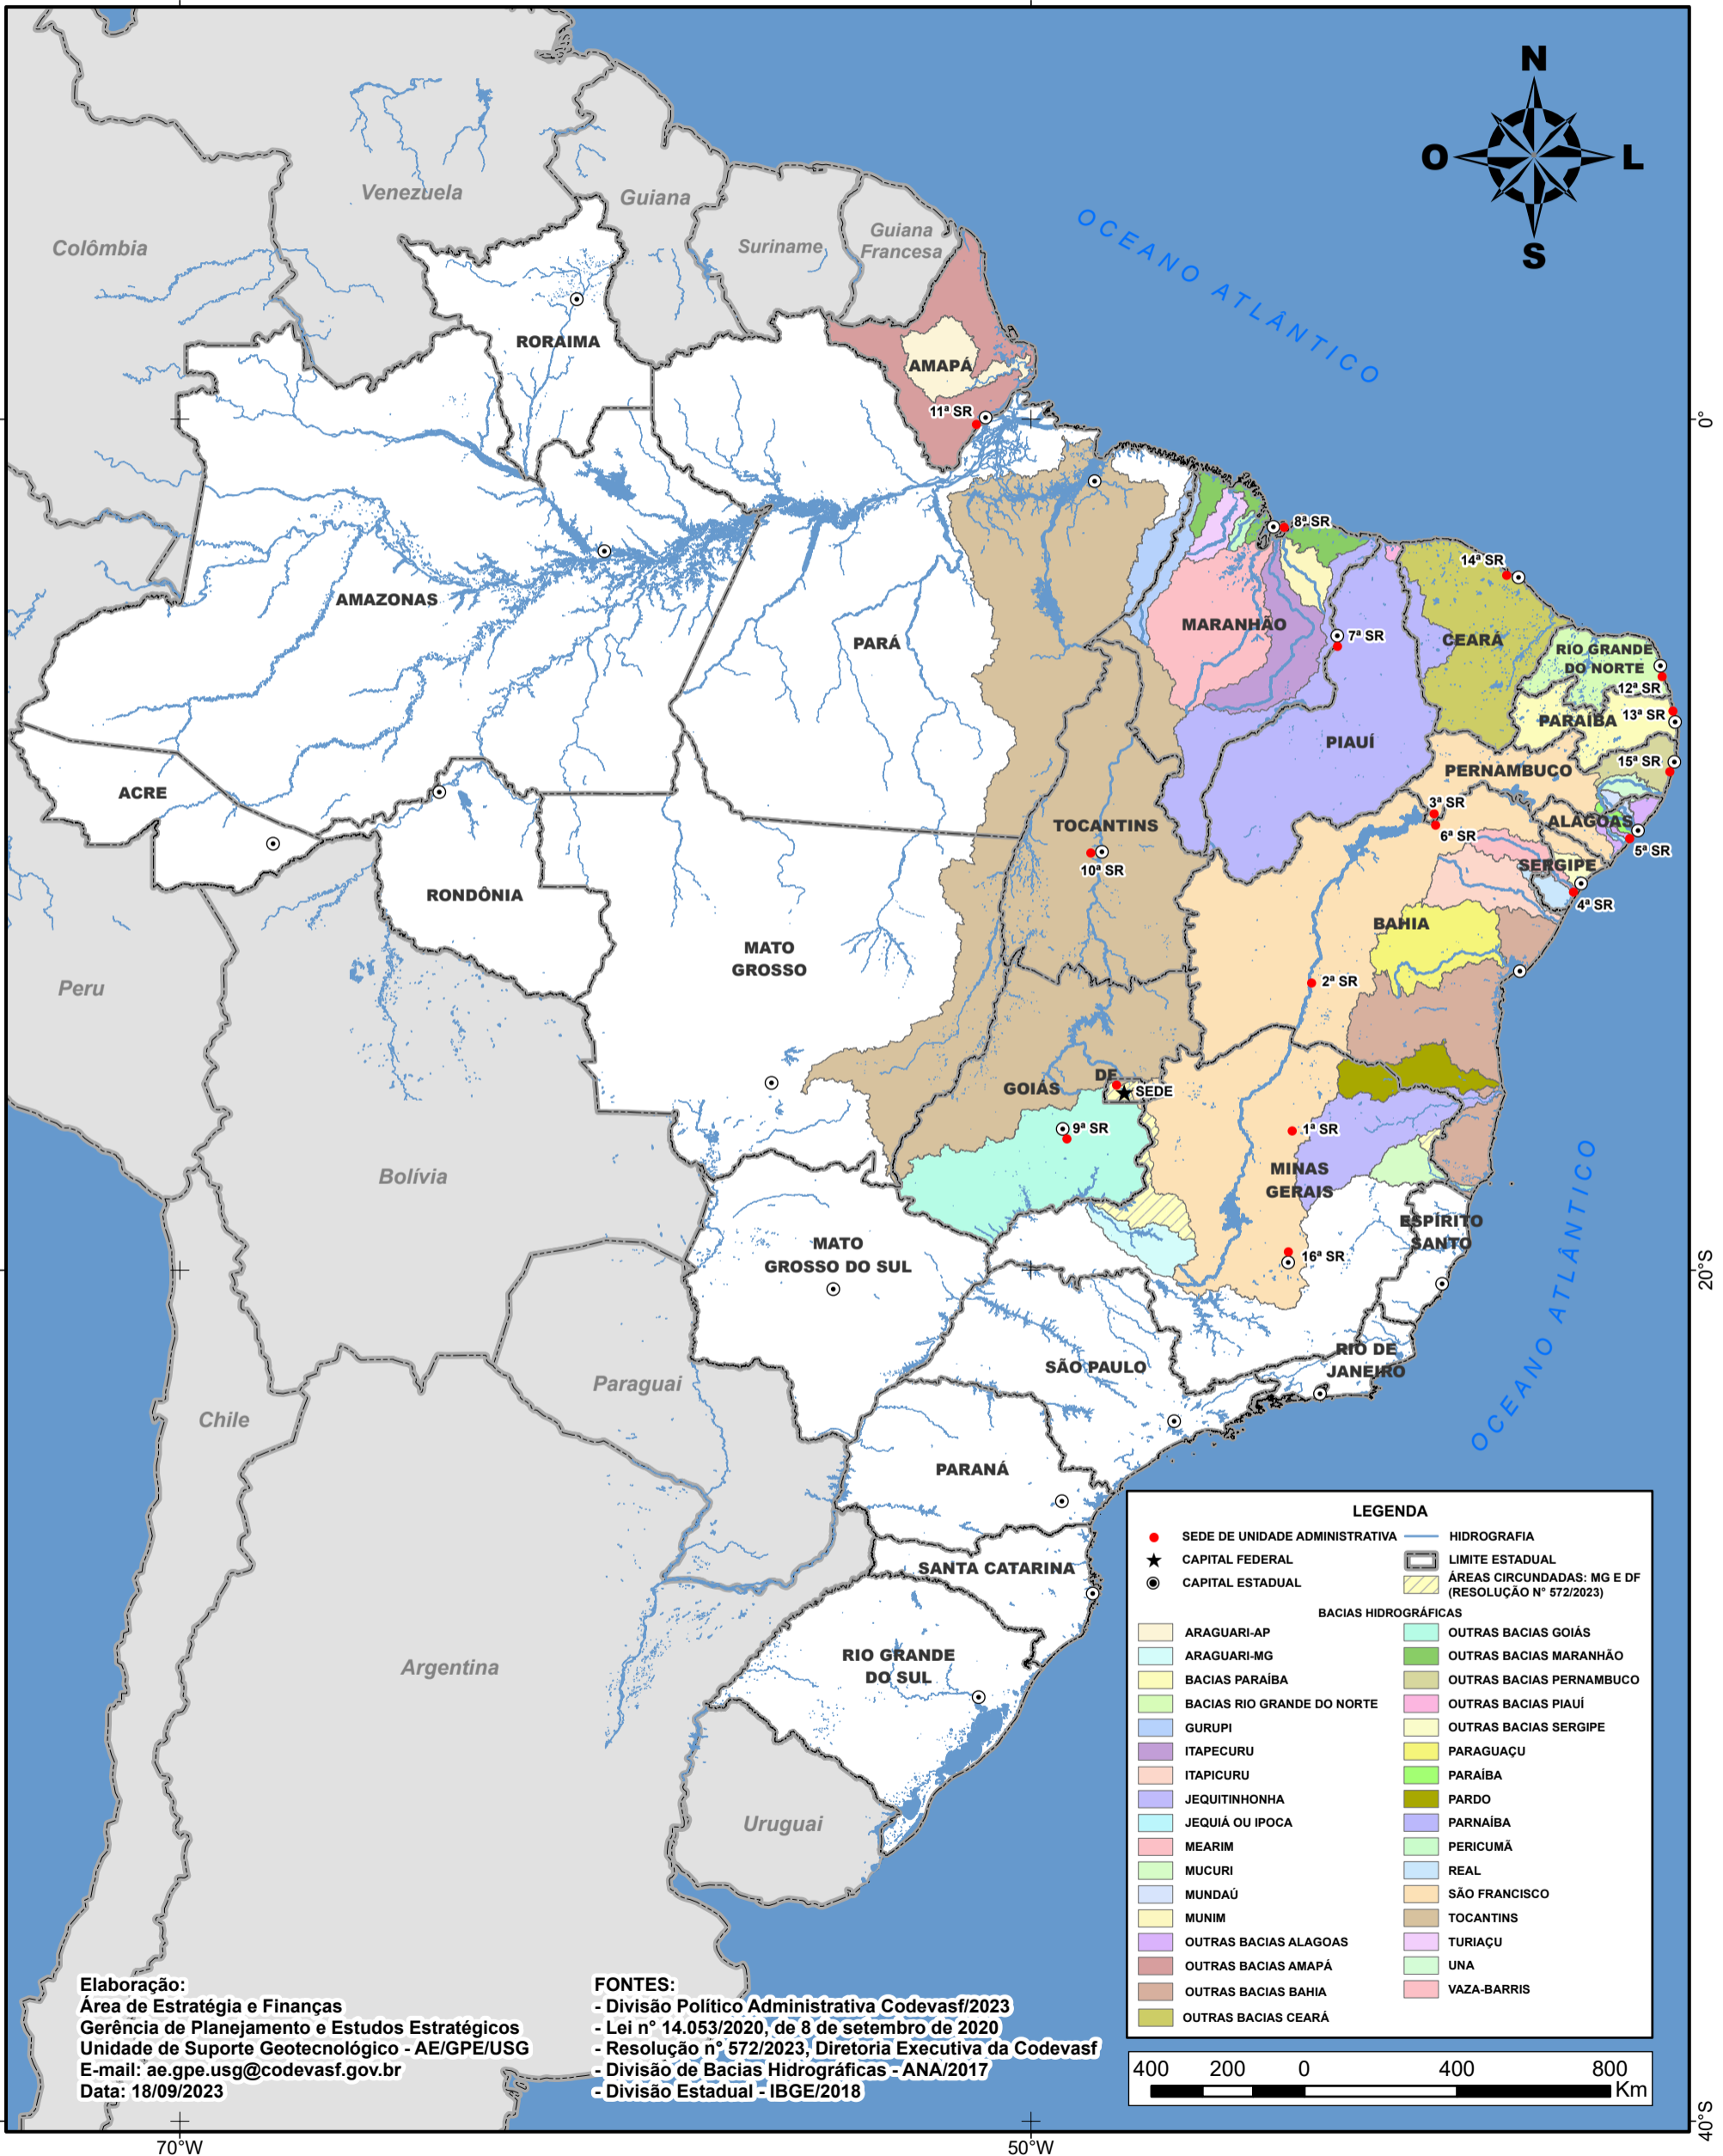 N
O
L
S
Venezuela
Colômbia
Guiana
Suriname
Guiana
Francesa
OCEANO ATLÂNTICO
RORAIMA
AMAPÁ
11ª SR
0°
8ª SR
14ª SR
AMAZONAS
PARÁ
MARANHÃO
7ª SR
CEARÁ
RIO GRANDE
DO NORTE
12ª SR
13ª SR
PARAÍBA
PIAUÍ
15ª SR
PERNAMBUCO
ACRE
3ª SR
6ª SR
ALAGOAS
5ª SR
TOCANTINS
10ª SR
SERGIPE
4ª SR
RONDÔNIA
BAHIA
MATO
GROSSO
2ª SR
Peru
GOIÁS
DF
SEDE
9ª SR
1ª SR
MINAS
GERAIS
Bolívia
ESPÍRITO
SANTO
MATO
GROSSO DO SUL
16ª SR
20°S
OCEANO ATLÂNTICO
SÃO PAULO
RIO DE
JANEIRO
Paraguai
Chile
PARANÁ
SANTA CATARINA
RIO GRANDE
DO SUL
Argentina
Uruguai
LEGENDA
SEDE DE UNIDADE ADMINISTRATIVA
HIDROGRAFIA
CAPITAL FEDERAL
LIMITE ESTADUAL
CAPITAL ESTADUAL
ÁREAS CIRCUNDADAS: MG E DF
(RESOLUÇÃO N° 572/2023)
BACIAS HIDROGRÁFICAS
ARAGUARI-AP
ARAGUARI-MG
BACIAS PARAÍBA
BACIAS RIO GRANDE DO NORTE
GURUPI
ITAPECURU
ITAPICURU
JEQUITINHONHA
JEQUIÁ OU IPOCA
MEARIM
MUCURI
MUNDAÚ
MUNIM
OUTRAS BACIAS ALAGOAS
OUTRAS BACIAS AMAPÁ
OUTRAS BACIAS BAHIA
OUTRAS BACIAS CEARÁ
OUTRAS BACIAS GOIÁS
OUTRAS BACIAS MARANHÃO
OUTRAS BACIAS PERNAMBUCO
OUTRAS BACIAS PIAUÍ
OUTRAS BACIAS SERGIPE
PARAGUAÇU
PARAÍBA
PARDO
PARNAÍBA
PERICUMÃ
REAL
SÃO FRANCISCO
TOCANTINS
TURIAÇU
UNA
VAZA-BARRIS
400 200 0 400 800
Km
Elaboração:
Área de Estratégia e Finanças
Gerência de Planejamento e Estudos Estratégicos
Unidade de Suporte Geotecnológico - AE/GPE/USG
E-mail: ae.gpe.usg@codevasf.gov.br
Data: 18/09/2023
FONTES:
- Divisão Político Administrativa Codevasf/2023
- Lei n° 14.053/2020, de 8 de setembro de 2020
- Resolução n° 572/2023, Diretoria Executiva da Codevasf
- Divisão de Bacias Hidrográficas - ANA/2017
- Divisão Estadual - IBGE/2018
40°S
70°W
50°W